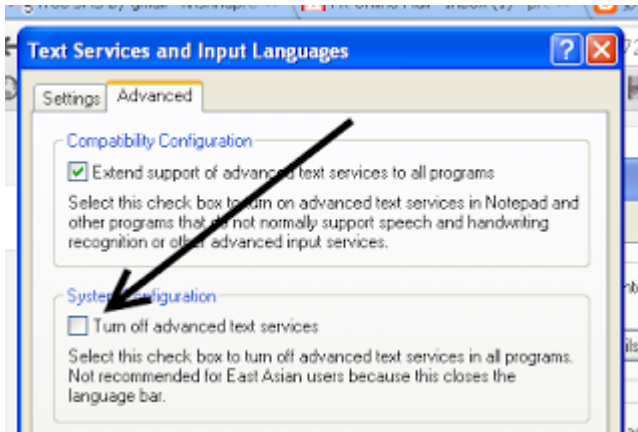 Text Services and Input Languages
Settings Advanced
Compatibility Configuration
Extend support of advanced text services to all programs
Select this check box to turn on advanced text services in Notepad and
other programs that do not normally support speech and handwriting
recognition or other advanced input services.
System Configuration
Turn off advanced text services
Select this check box to turn off advanced text services in all programs.
Not recommended for East Asian users because this closes the
language bar.